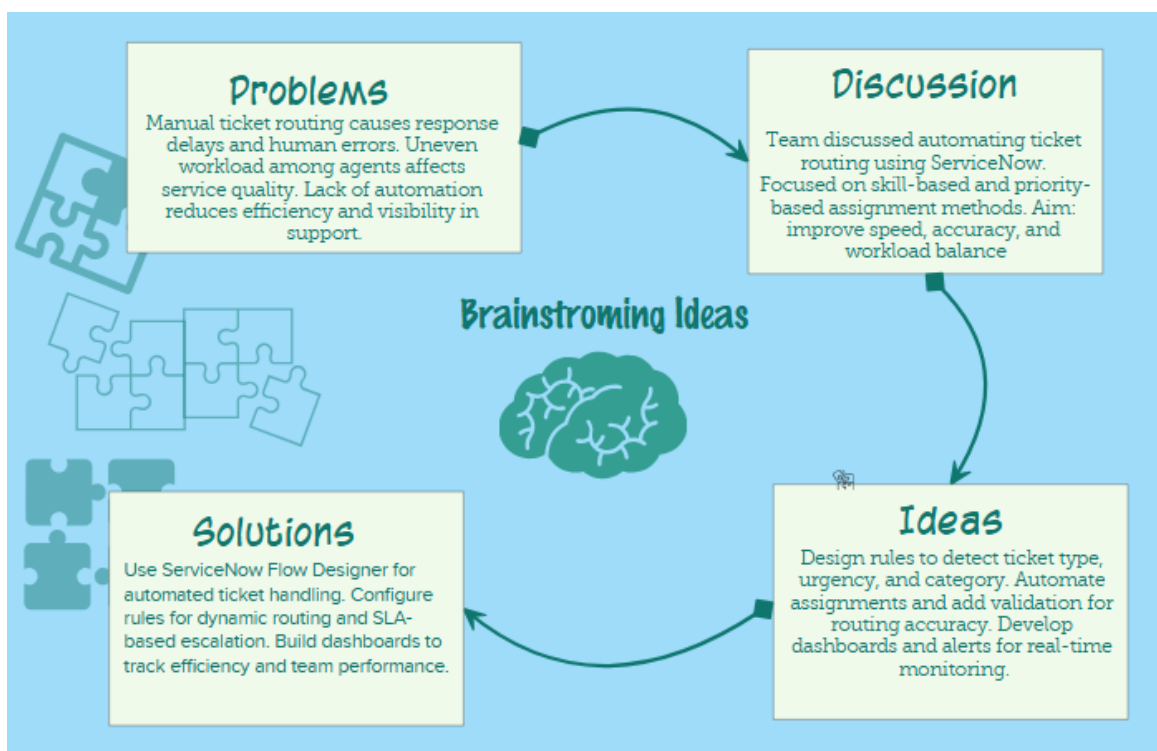 Problems
Manual ticket routing causes response
delays and human errors. Uneven
workload among agents affects
service quality. Lack of automation
reduces efficiency and visibility in
support.
Discussion
Team discussed automating ticket
routing using ServiceNow.
Focused on skill-based and priority-
based assignment methods. Aim:
improve speed, accuracy, and
workload balance
Brainstroming Ideas
Ideas
Design rules to detect ticket type,
urgency, and category. Automate
assignments and add validation for
routing accuracy. Develop
dashboards and alerts for real-time
monitoring.
Solutions
Use ServiceNow Flow Designer for
automated ticket handling. Configure
rules for dynamic routing and SLA-
based escalation. Build dashboards to
track efficiency and team performance.